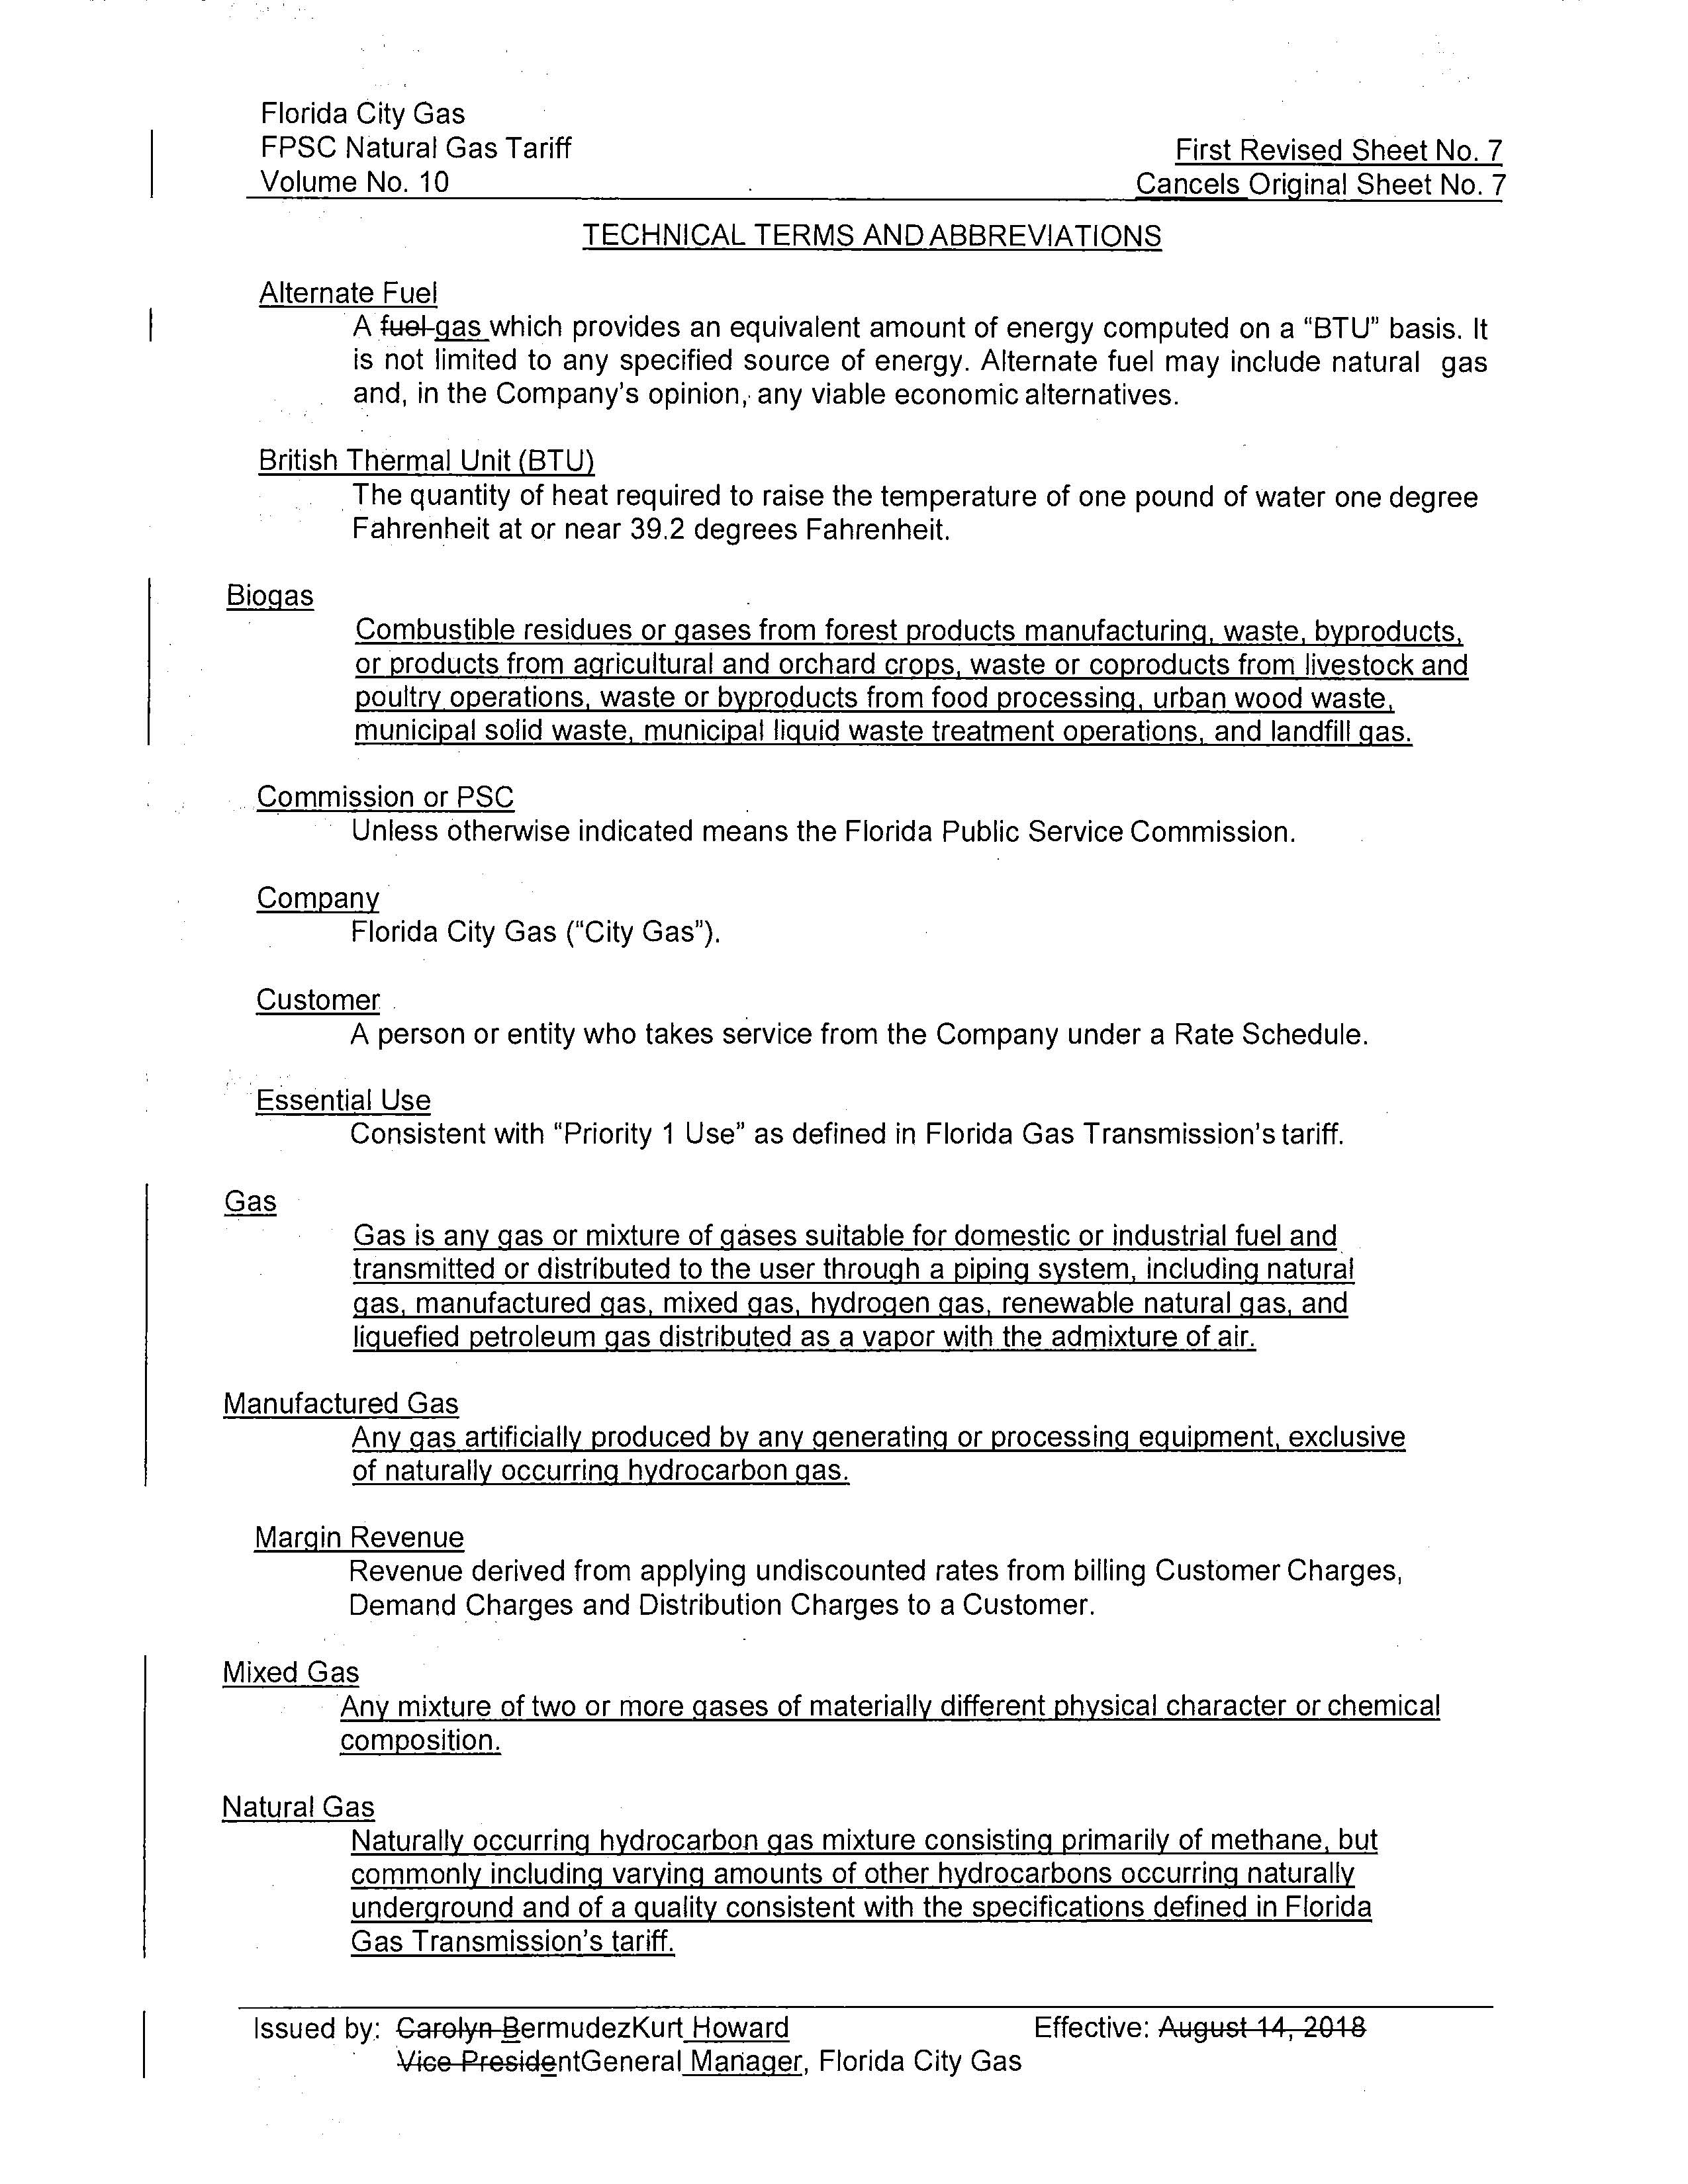 Florida City Gas
FPSC Natural Gas Tariff
First Revised Sheet No. 7
Volume No. 10
Cancels Original Sheet No. 7
TECHNICAL TERMS AND ABBREVIATIONS
Alternate Fuel
A fuel gas which provides an equivalent amount of energy computed on a “BTU” basis. It
is not limited to any specified source of energy. Alternate fuel may include natural gas
and, in the Company's opinion, any viable economic alternatives.
British Thermal Unit (BTU)
The quantity of heat required to raise the temperature of one pound of water one degree
Fahrenheit at or near 39.2 degrees Fahrenheit.
Biogas
Combustible residues or gases from forest products manufacturing, waste, byproducts,
or products from agricultural and orchard crops, waste or coproducts from livestock and
poultry operations, waste or byproducts from food processing, urban wood waste,
municipal solid waste, municipal liquid waste treatment operations, and landfill gas.
Commission or PSC
Unless otherwise indicated means the Florida Public Service Commission.
Company
Florida City Gas (“City Gas”).
Customer
A person or entity who takes service from the Company under a Rate Schedule.
Essential Use
Consistent with “Priority 1 Use” as defined in Florida Gas Transmission's tariff.
Gas
Gas is any gas or mixture of gases suitable for domestic or industrial fuel and
transmitted or distributed to the user through a piping system, including natural
gas, manufactured gas, mixed gas, hydrogen gas, renewable natural gas, and
liquefied petroleum gas distributed as a vapor with the admixture of air.
Manufactured Gas
Any gas artificially produced by any generating or processing equipment, exclusive
of naturally occurring hydrocarbon gas.
Margin Revenue
Revenue derived from applying undiscounted rates from billing Customer Charges,
Demand Charges and Distribution Charges to a Customer.
Mixed Gas
Any mixture of two or more gases of materially different physical character or chemical
composition.
Natural Gas
Naturally occurring hydrocarbon gas mixture consisting primarily of methane, but
commonly including varying amounts of other hydrocarbons occurring naturally
underground and of a quality consistent with the specifications defined in Florida
Gas Transmission's tariff.
Issued by: Carolyn BermudezKurt Howard Effective: August 14, 2018
Vice PresidentGeneral Manager, Florida City Gas